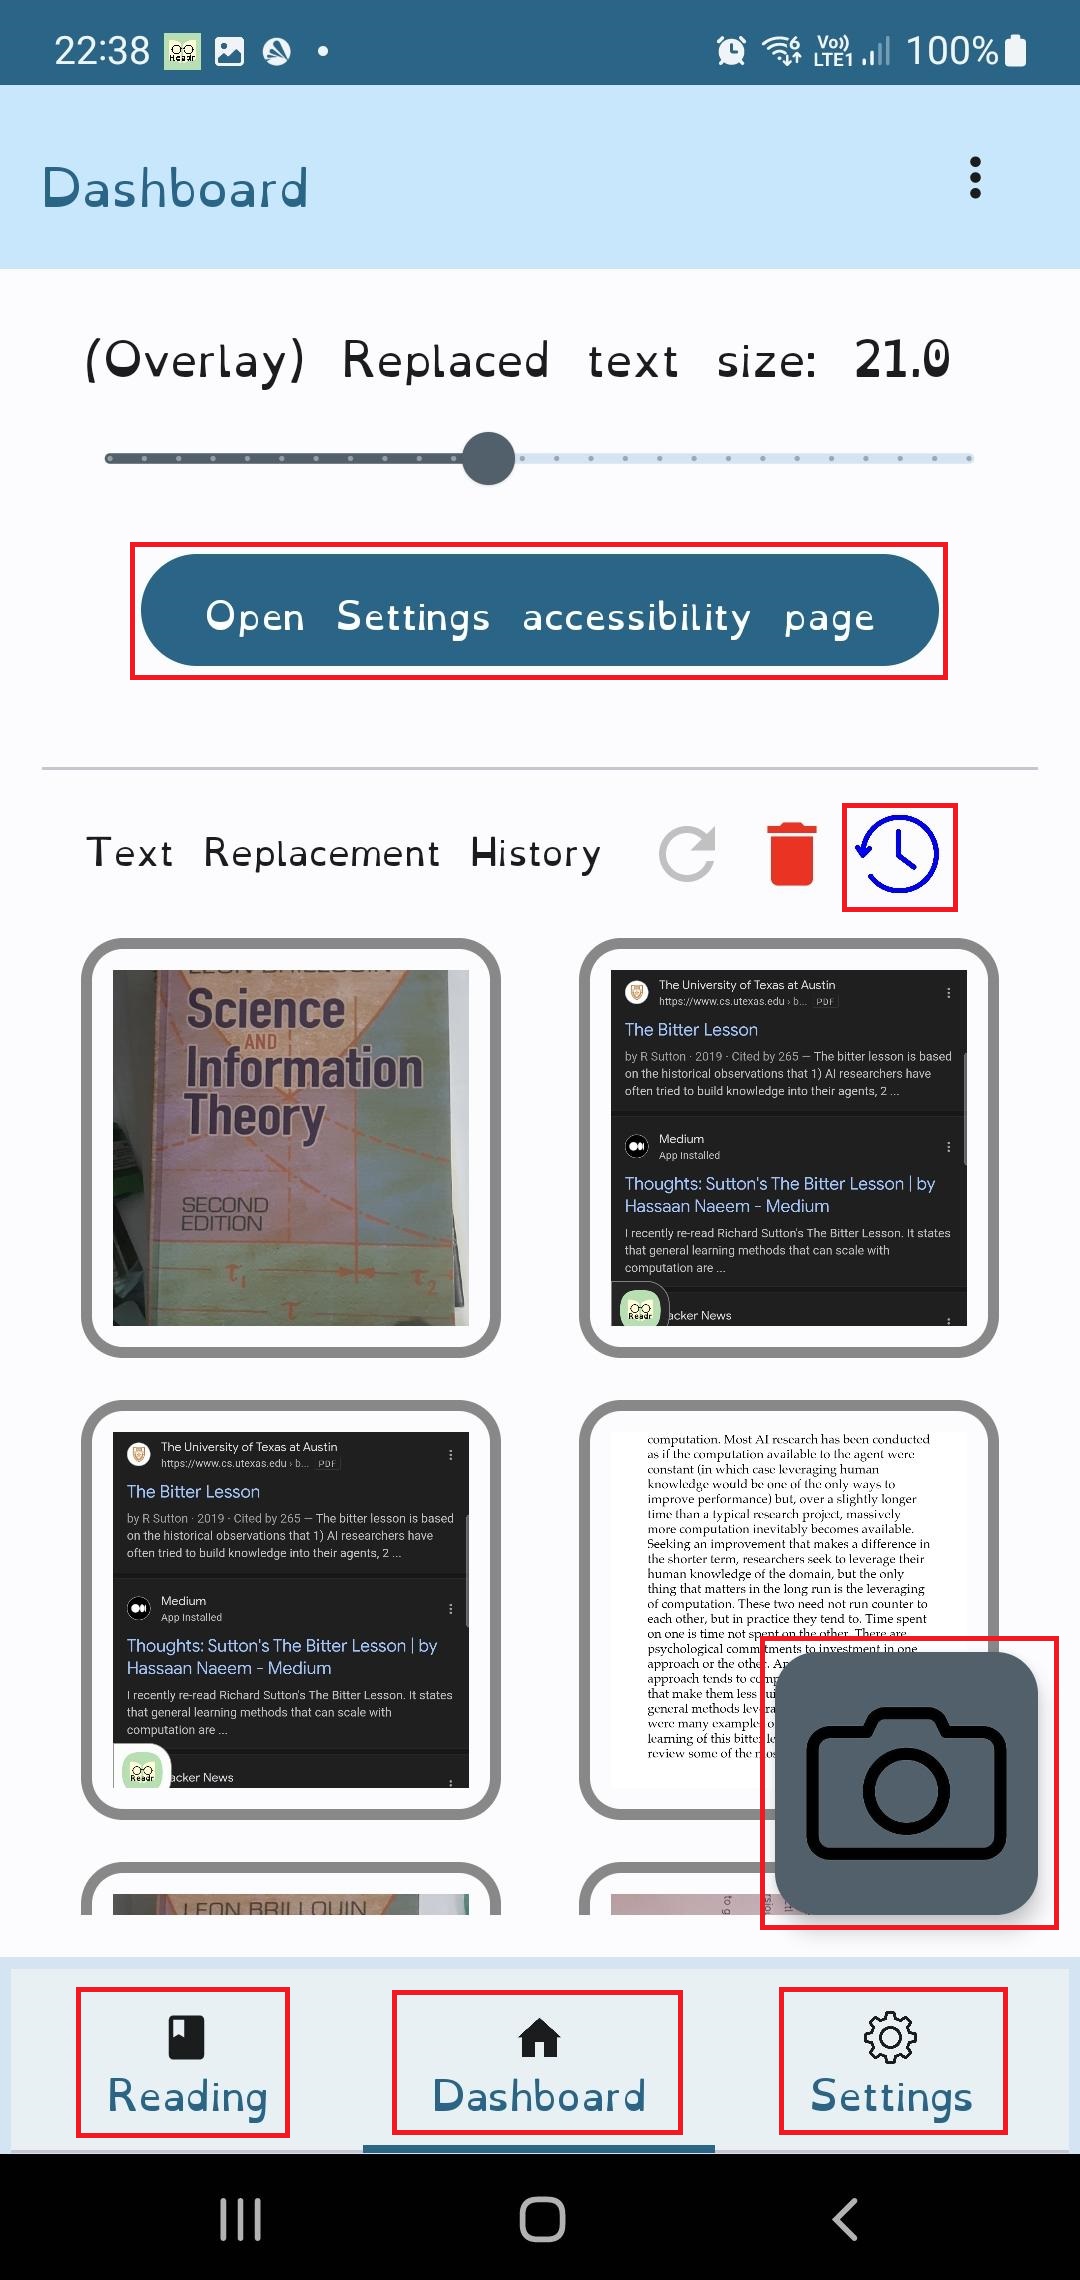 22:38
Readr
Vo))
LTE1
6
100%
Dashboard
(Overlay) Replaced text size: 21.0
Open Settings accessibility page
Text Replacement History
LEON BRILLOUIN
Science
AND
Information
Theory
SECOND
EDITION
τ1
τ2
τ
The University of Texas at Austin
https://www.cs.utexas.edu › b... PDF
The Bitter Lesson
by R Sutton · 2019 · Cited by 265 — The bitter lesson is based
on the historical observations that 1) AI researchers have
often tried to build knowledge into their agents, 2 ...
Medium
App Installed
Thoughts: Sutton's The Bitter Lesson | by
Hassaan Naeem - Medium
I recently re-read Richard Sutton's The Bitter Lesson. It states
that general learning methods that can scale with
computation are ...
Readr
acker News
The University of Texas at Austin
https://www.cs.utexas.edu › b... PDF
The Bitter Lesson
by R Sutton · 2019 · Cited by 265 — The bitter lesson is based
on the historical observations that 1) AI researchers have
often tried to build knowledge into their agents, 2 ...
Medium
App Installed
Thoughts: Sutton's The Bitter Lesson | by
Hassaan Naeem - Medium
I recently re-read Richard Sutton's The Bitter Lesson. It states
that general learning methods that can scale with
computation are ...
Readr
acker News
computation. Most AI research has been conducted
as if the computation available to the agent were
constant (in which case leveraging human
knowledge would be one of the only ways to
improve performance) but, over a slightly longer
time than a typical research project, massively
more computation inevitably becomes available.
Seeking an improvement that makes a difference in
the shorter term, researchers seek to leverage their
human knowledge of the domain, but the only
thing that matters in the long run is the leveraging
of computation. These two need not run counter to
each other, but in practice they tend to. Time spent
on one is time not spent on the other. There are
psychological commitments to investment in one
approach or the other.
approach tends to
that make them less
general methods
were many examples
learning of this bitter
review some of the
LEON BRILLOUIN
to g
Reading
Dashboard
Settings